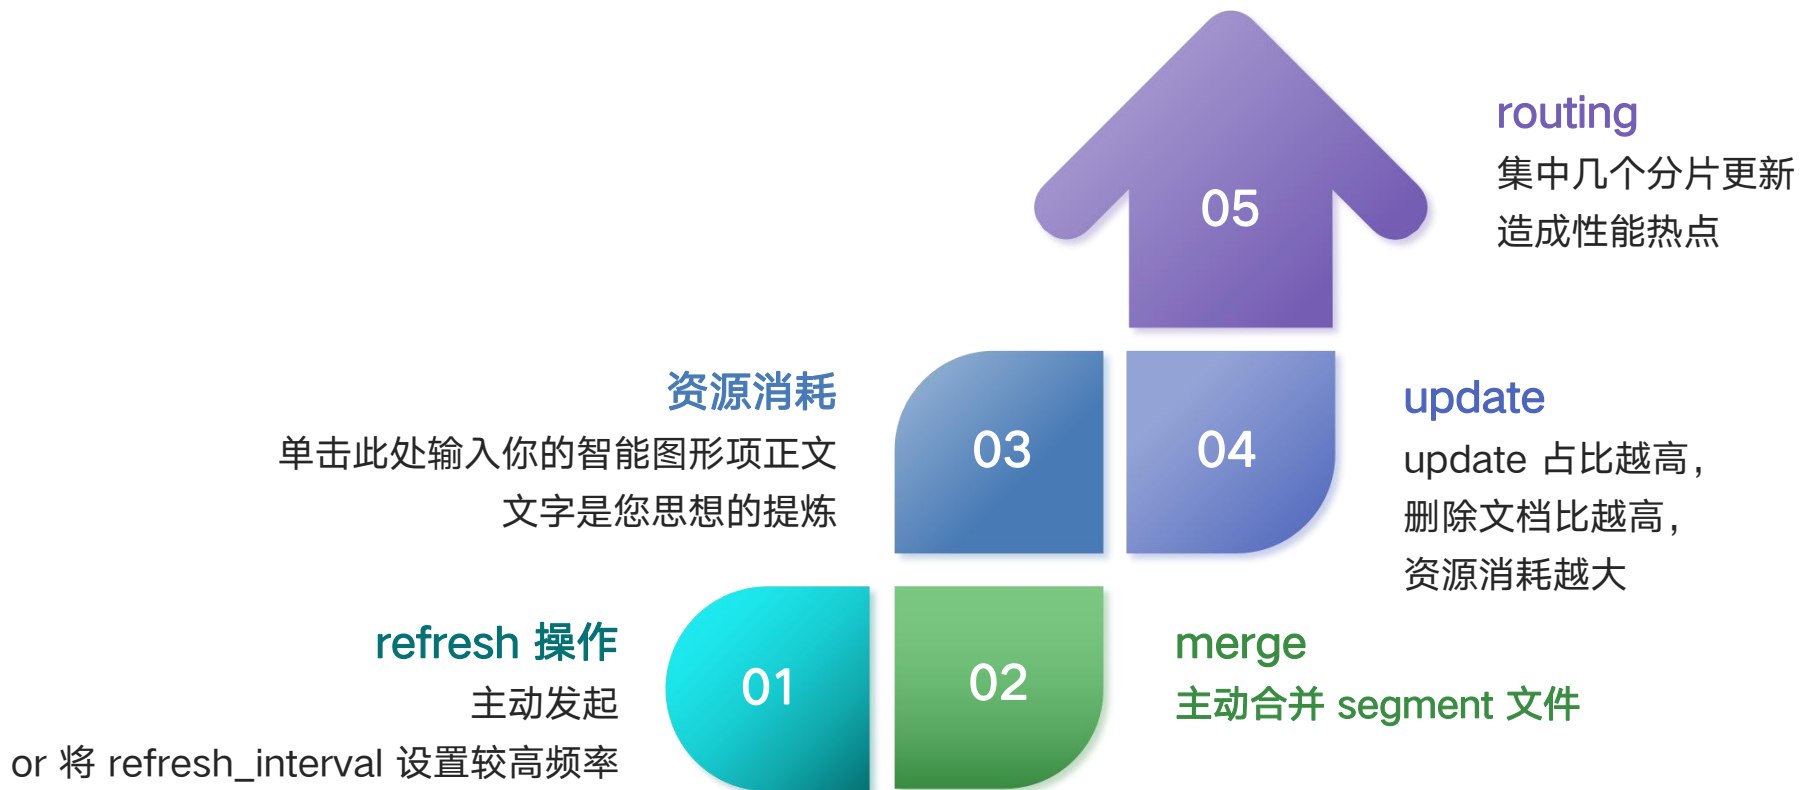 routing
集中几个分片更新
造成性能热点
05
资源消耗
单击此处输入你的智能图形项正文
文字是您思想的提炼
03
04
update
update 占比越高，
删除文档比越高，
资源消耗越大
refresh 操作
主动发起
or 将 refresh_interval 设置较高频率
01
02
merge
主动合并 segment 文件